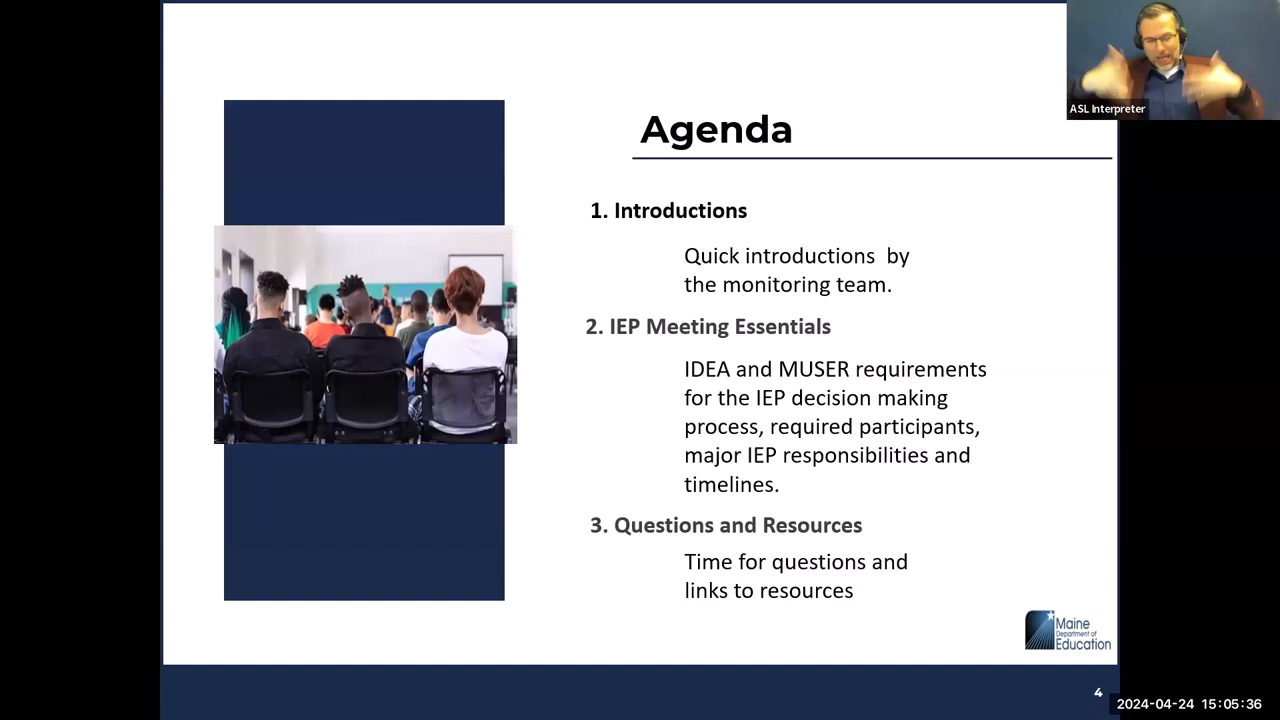 ASL Interpreter
Agenda
1. Introductions
Quick introductions by
the monitoring team.
2. IEP Meeting Essentials
IDEA and MUSER requirements
for the IEP decision making
process, required participants,
major IEP responsibilities and
timelines.
3. Questions and Resources
Time for questions and
links to resources
Maine
Department of
Education
4
2024-04-24 15:05:36